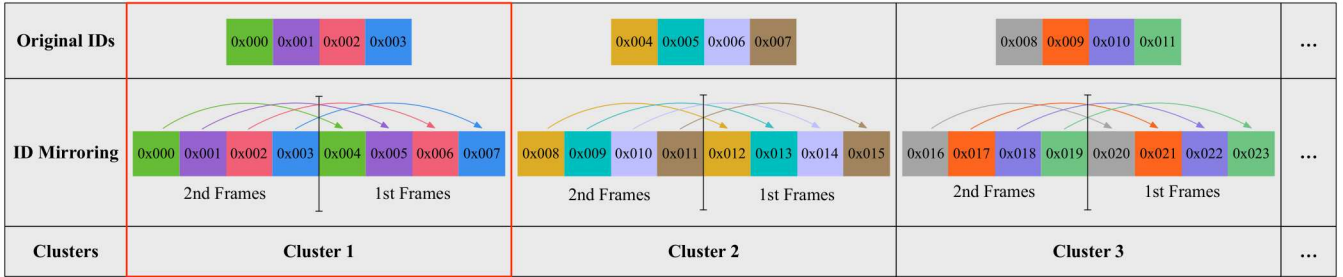 Original IDs
0x000 0x001 0x002 0x003
0x004 0x005 0x006 0x007
0x008 0x009 0x010 0x011
...
ID Mirroring
0x000 0x001 0x002 0x003 0x004 0x005 0x006 0x007
2nd Frames 1st Frames
0x008 0x009 0x010 0x011 0x012 0x013 0x014 0x015
2nd Frames 1st Frames
0x016 0x017 0x018 0x019 0x020 0x021 0x022 0x023
2nd Frames 1st Frames
...
Clusters Cluster 1 Cluster 2 Cluster 3 ...